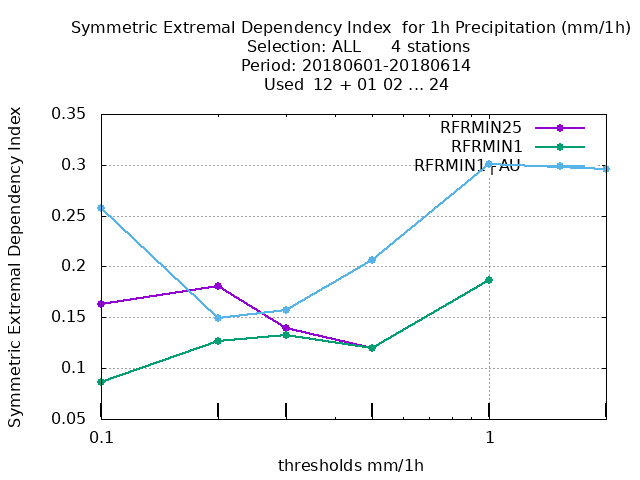 Symmetric Extremal Dependency Index  for 1h Precipitation (mm/1h)
Selection: ALL      4 stations
Period: 20180601-20180614
Used  12 + 01 02 ... 24
Symmetric Extremal Dependency Index
0.35
0.3
0.25
0.2
0.15
0.1
0.05
RFRMIN25
RFRMIN1
RFRMIN1+AU
0.1
1
thresholds mm/1h